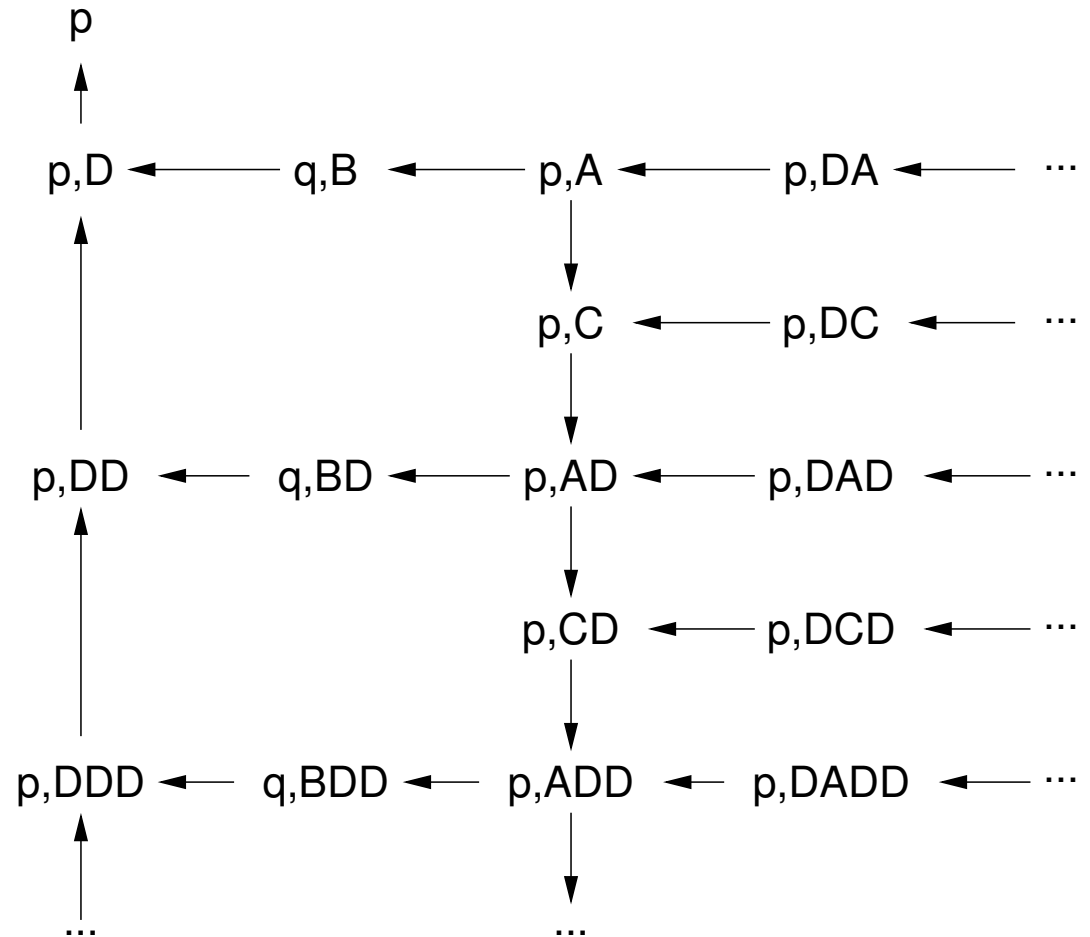 p
p,D q,B p,A p,DA ...
p,C p,DC ...
p,DD q,BD p,AD p,DAD ...
p,CD p,DCD ...
p,DDD q,BDD p,ADD p,DADD ...
... ...